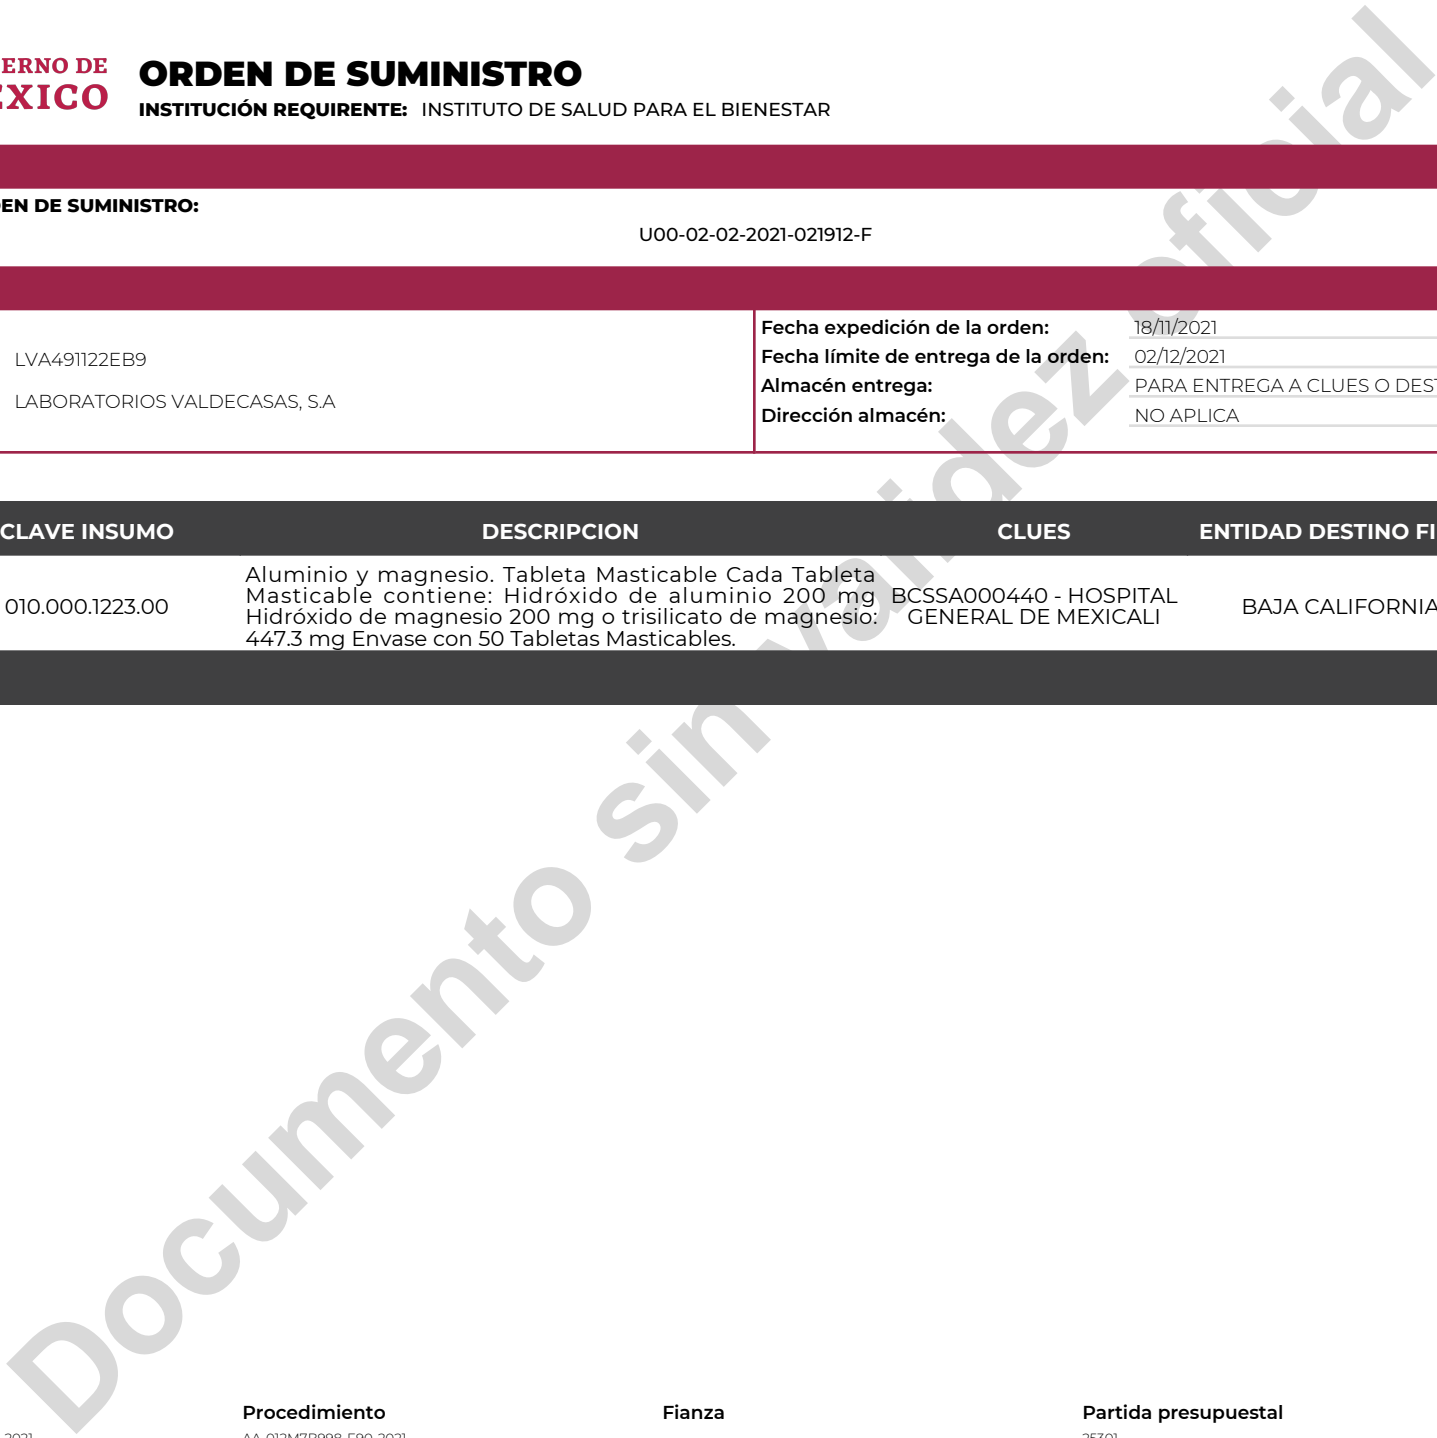 ERNO DE
EXICO
ORDEN DE SUMINISTRO
INSTITUCIÓN REQUIRENTE: INSTITUTO DE SALUD PARA EL BIENESTAR
EN DE SUMINISTRO:
U00-02-02-2021-021912-F
LVA491122EB9
LABORATORIOS VALDECASAS, S.A
Fecha expedición de la orden: 18/11/2021
Fecha límite de entrega de la orden: 02/12/2021
Almacén entrega: PARA ENTREGA A CLUES O DEST
Dirección almacén: NO APLICA
CLAVE INSUMO DESCRIPCION CLUES ENTIDAD DESTINO FI
010.000.1223.00
Aluminio y magnesio. Tableta Masticable Cada Tableta
Masticable contiene: Hidróxido de aluminio 200 mg
Hidróxido de magnesio 200 mg o trisilicato de magnesio:
447.3 mg Envase con 50 Tabletas Masticables.
BCSSA000440 - HOSPITAL
GENERAL DE MEXICALI
BAJA CALIFORNIA
Documento sin validez oficial
Procedimiento Fianza Partida presupuestal